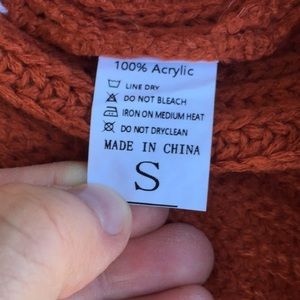 100% Acrylic
LINE DRY
DO NOT BLEACH
IRON ON MEDIUM HEAT
DO NOT DRYCLEAN
MADE IN CHINA
S